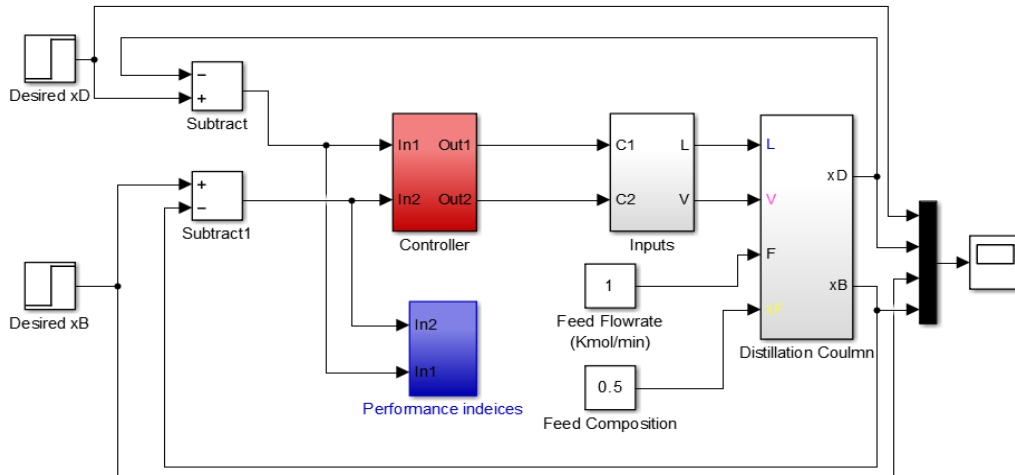 Desired xD
−
+
Subtract
In1
Out1
In2
Out2
Controller
C1
L
C2
V
Inputs
L
V
F
xF
xD
xB
Distillation Coulmn
+
−
Subtract1
Desired xB
1
Feed Flowrate
(Kmol/min)
0.5
Feed Composition
In2
In1
Performance indeices